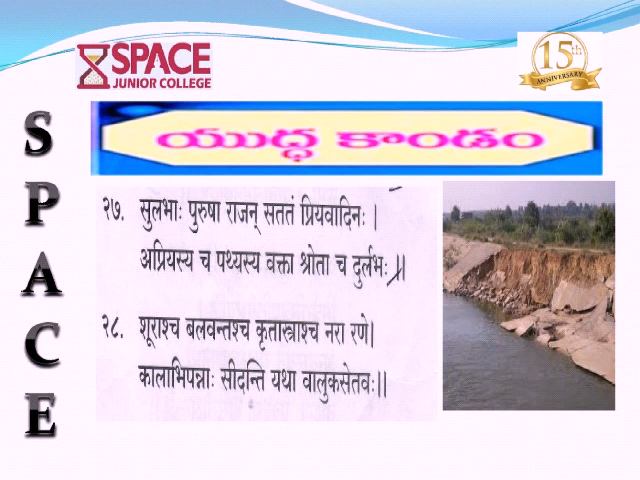 SPACE
JUNIOR COLLEGE
15th
ANNIVERSARY
SPACE
యుద్ధ కాండం
२७. सुलभाः पुरुषा राजन् सततं प्रियवादिनः ।
अप्रियस्य च पथ्यस्य वक्ता श्रोता च दुर्लभः ॥
२८. शूराश्च बलवन्तश्च कृतास्त्राश्च नरा रणे।
कालाभिपन्नाः सीदन्ति यथा वालुकसेतवः।।